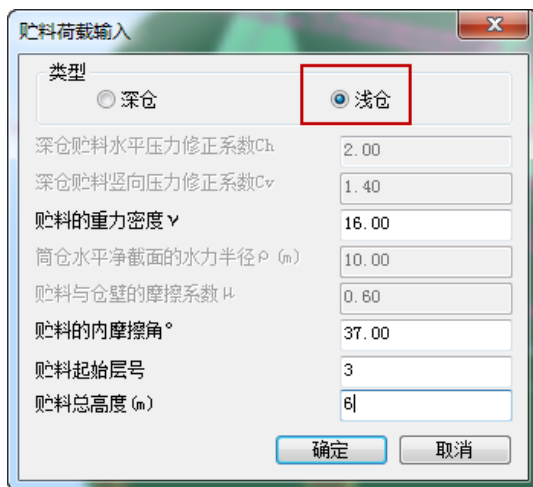 贮料荷载输入
类型
深仓 浅仓
深仓贮料水平压力修正系数Ch 2.00
深仓贮料竖向压力修正系数Cv 1.40
贮料的重力密度γ 16.00
筒仓水平净截面的水力半径ρ(m) 10.00
贮料与仓壁的摩擦系数μ 0.60
贮料的内摩擦角° 37.00
贮料起始层号 3
贮料总高度(m) 6
确定 取消